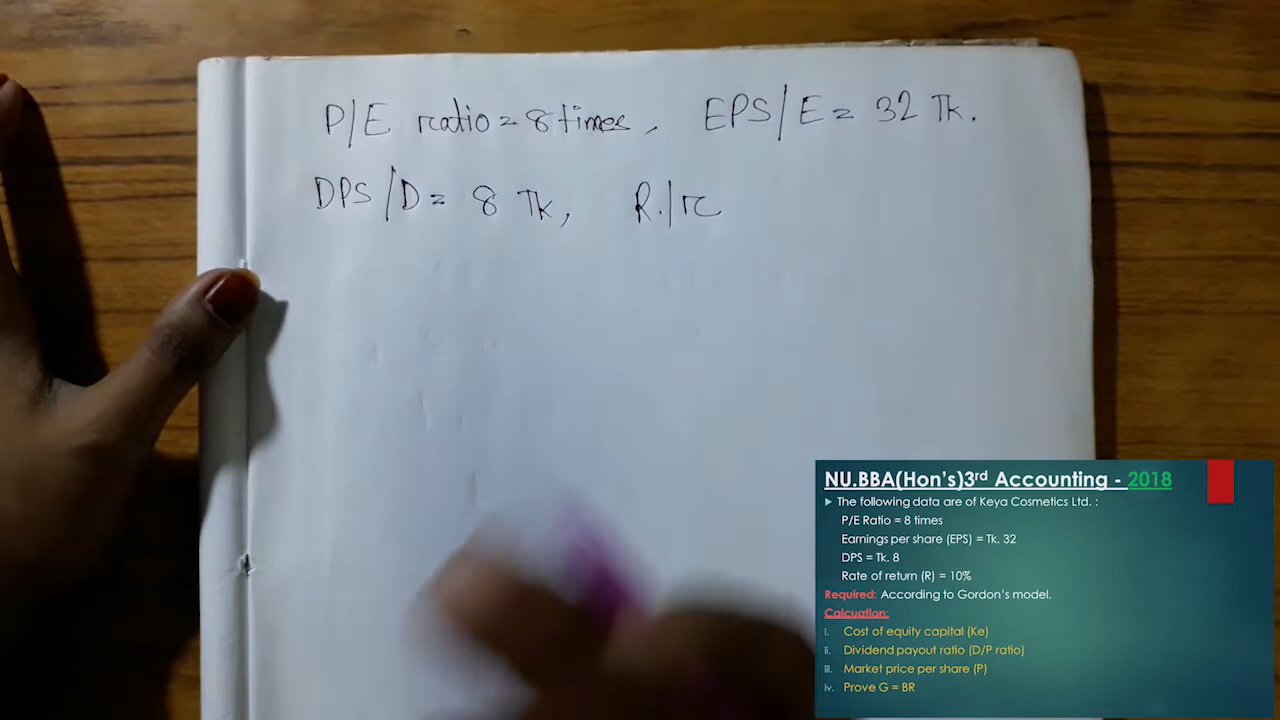 P/E ratio = 8 times, EPS/E = 32 Tk.
DPS/D = 8 Tk, R./r
NU.BBA(Hon's)3rd Accounting - 2018
The following data are of Keya Cosmetics Ltd. :
P/E Ratio = 8 times
Earnings per share (EPS) = Tk. 32
DPS = Tk. 8
Rate of return (R) = 10%
Required: According to Gordon's model.
Calcuation:
i. Cost of equity capital (Ke)
ii. Dividend payout ratio (D/P ratio)
iii. Market price per share (P)
iv. Prove G = BR